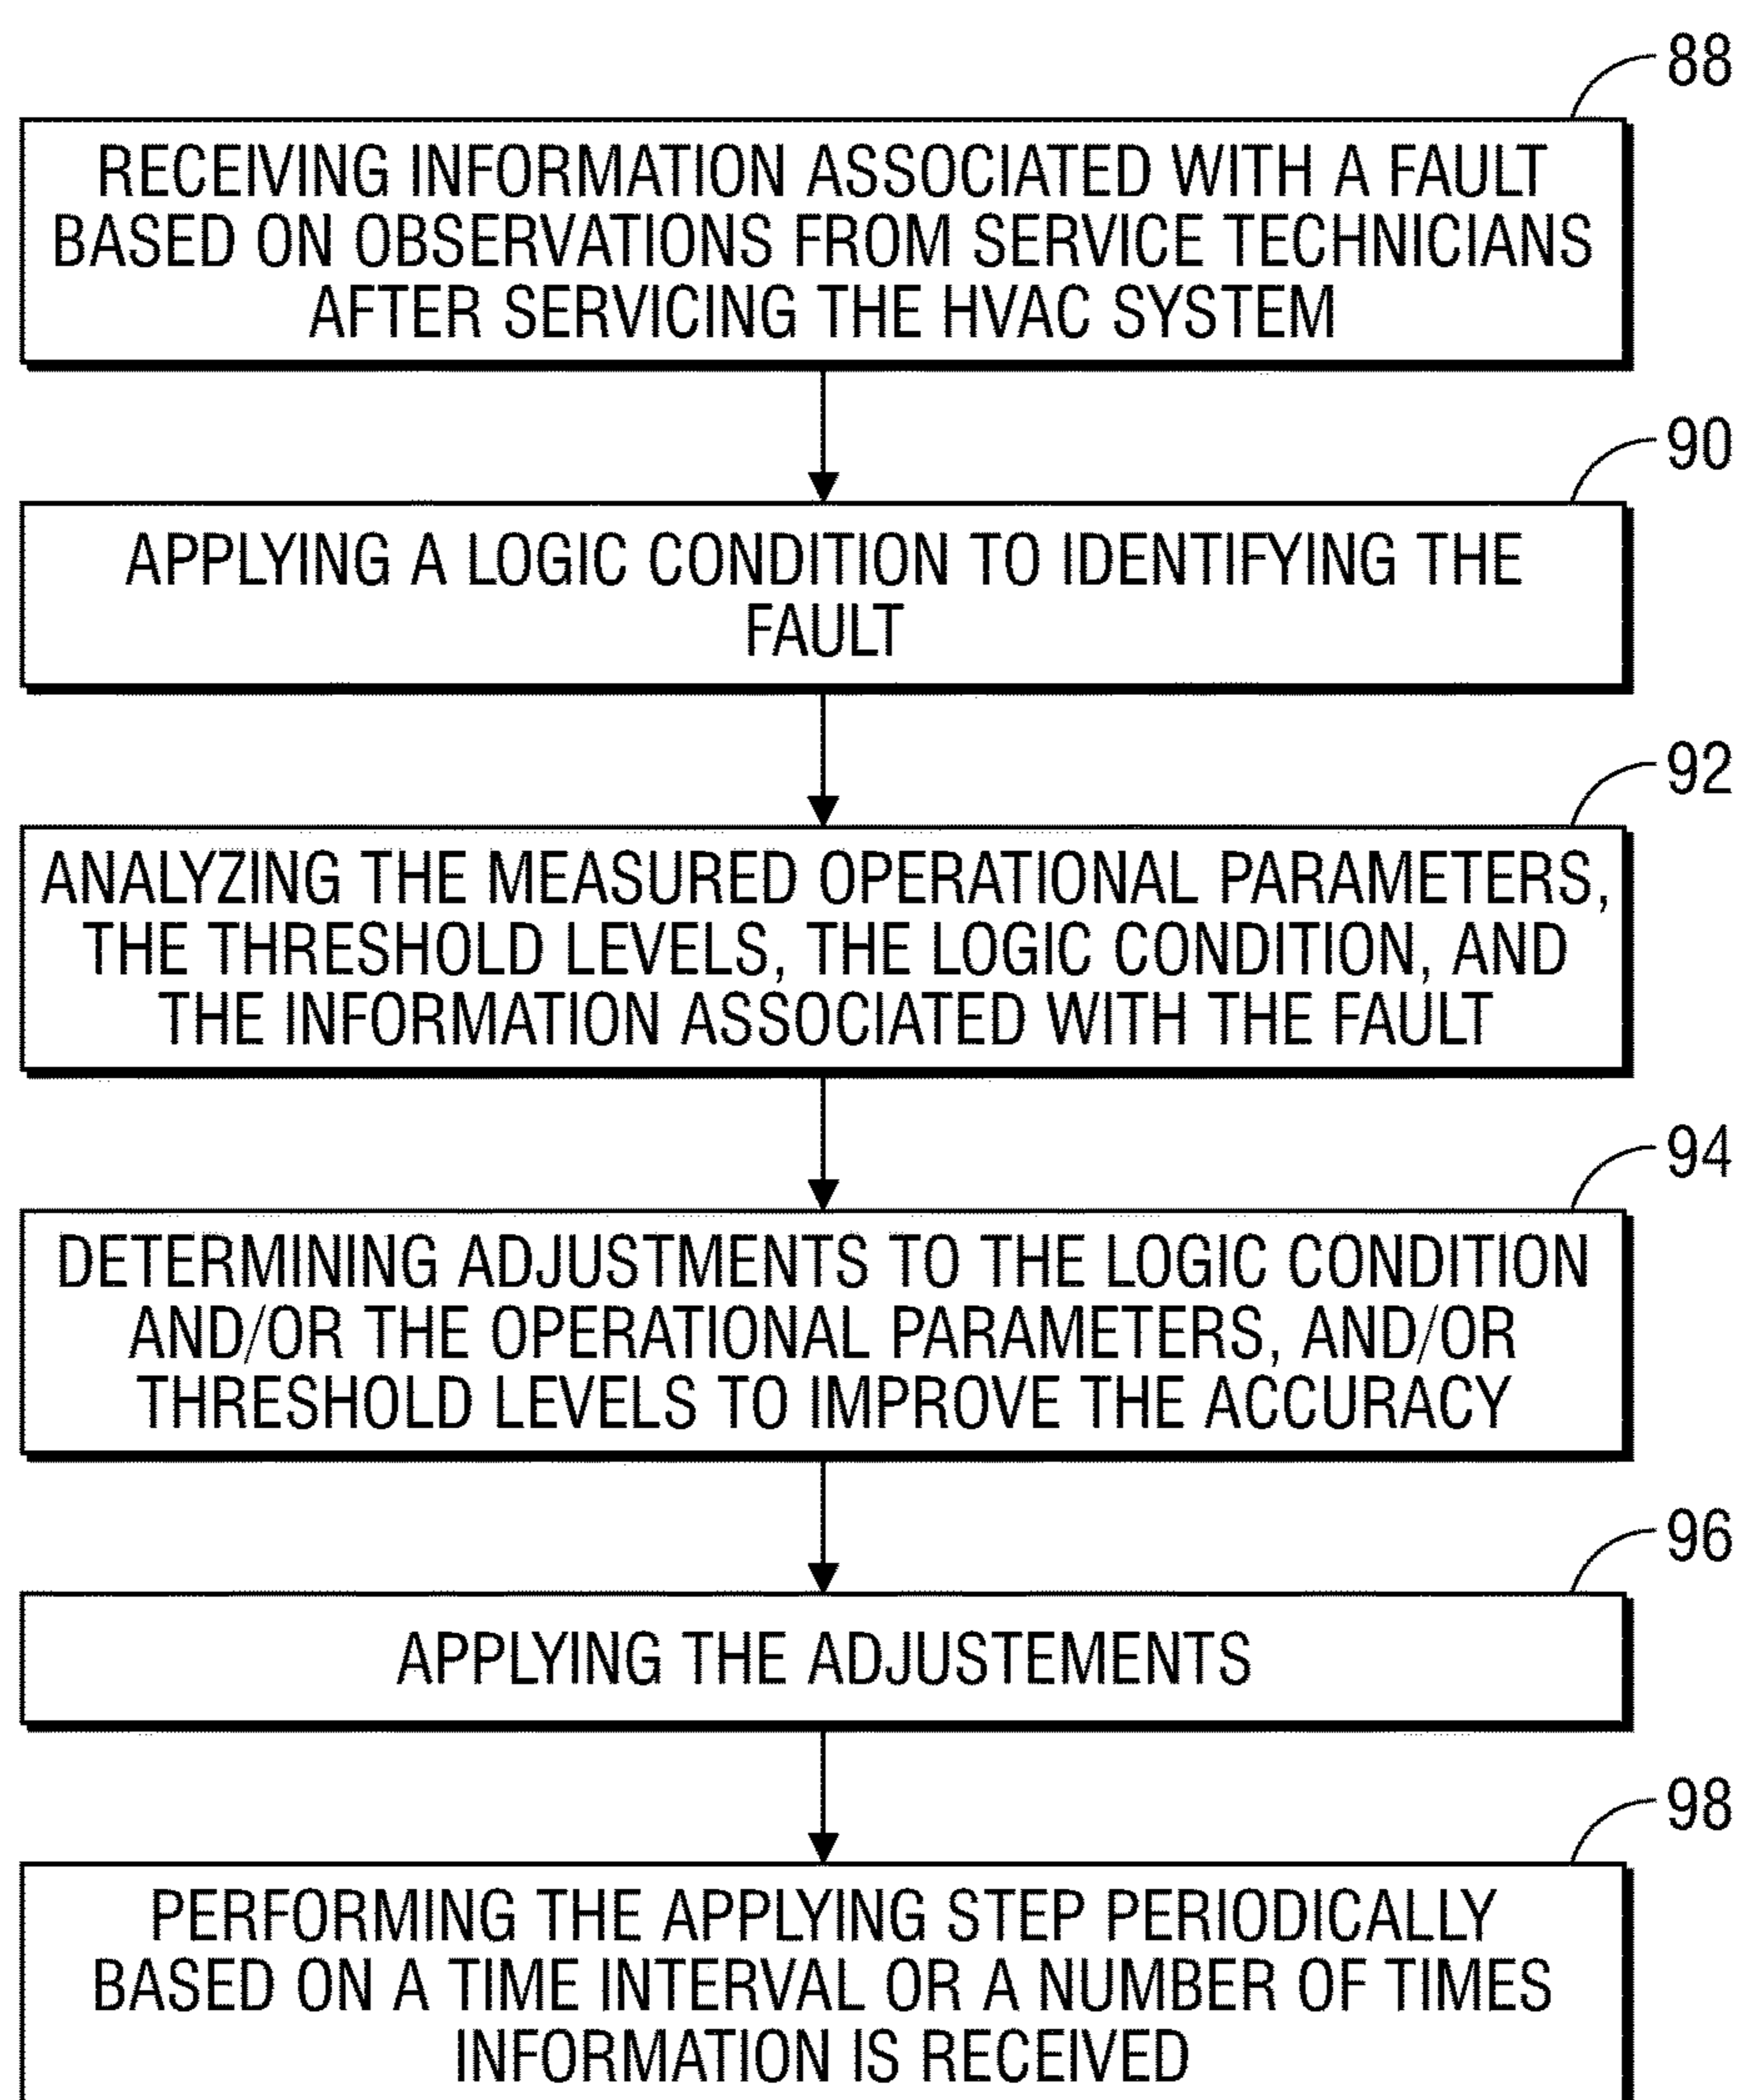 88
RECEIVING INFORMATION ASSOCIATED WITH A FAULT
BASED ON OBSERVATIONS FROM SERVICE TECHNICIANS
AFTER SERVICING THE HVAC SYSTEM
90
APPLYING A LOGIC CONDITION TO IDENTIFYING THE
FAULT
92
ANALYZING THE MEASURED OPERATIONAL PARAMETERS,
THE THRESHOLD LEVELS, THE LOGIC CONDITION, AND
THE INFORMATION ASSOCIATED WITH THE FAULT
94
DETERMINING ADJUSTMENTS TO THE LOGIC CONDITION
AND/OR THE OPERATIONAL PARAMETERS, AND/OR
THRESHOLD LEVELS TO IMPROVE THE ACCURACY
96
APPLYING THE ADJUSTEMENTS
98
PERFORMING THE APPLYING STEP PERIODICALLY
BASED ON A TIME INTERVAL OR A NUMBER OF TIMES
INFORMATION IS RECEIVED